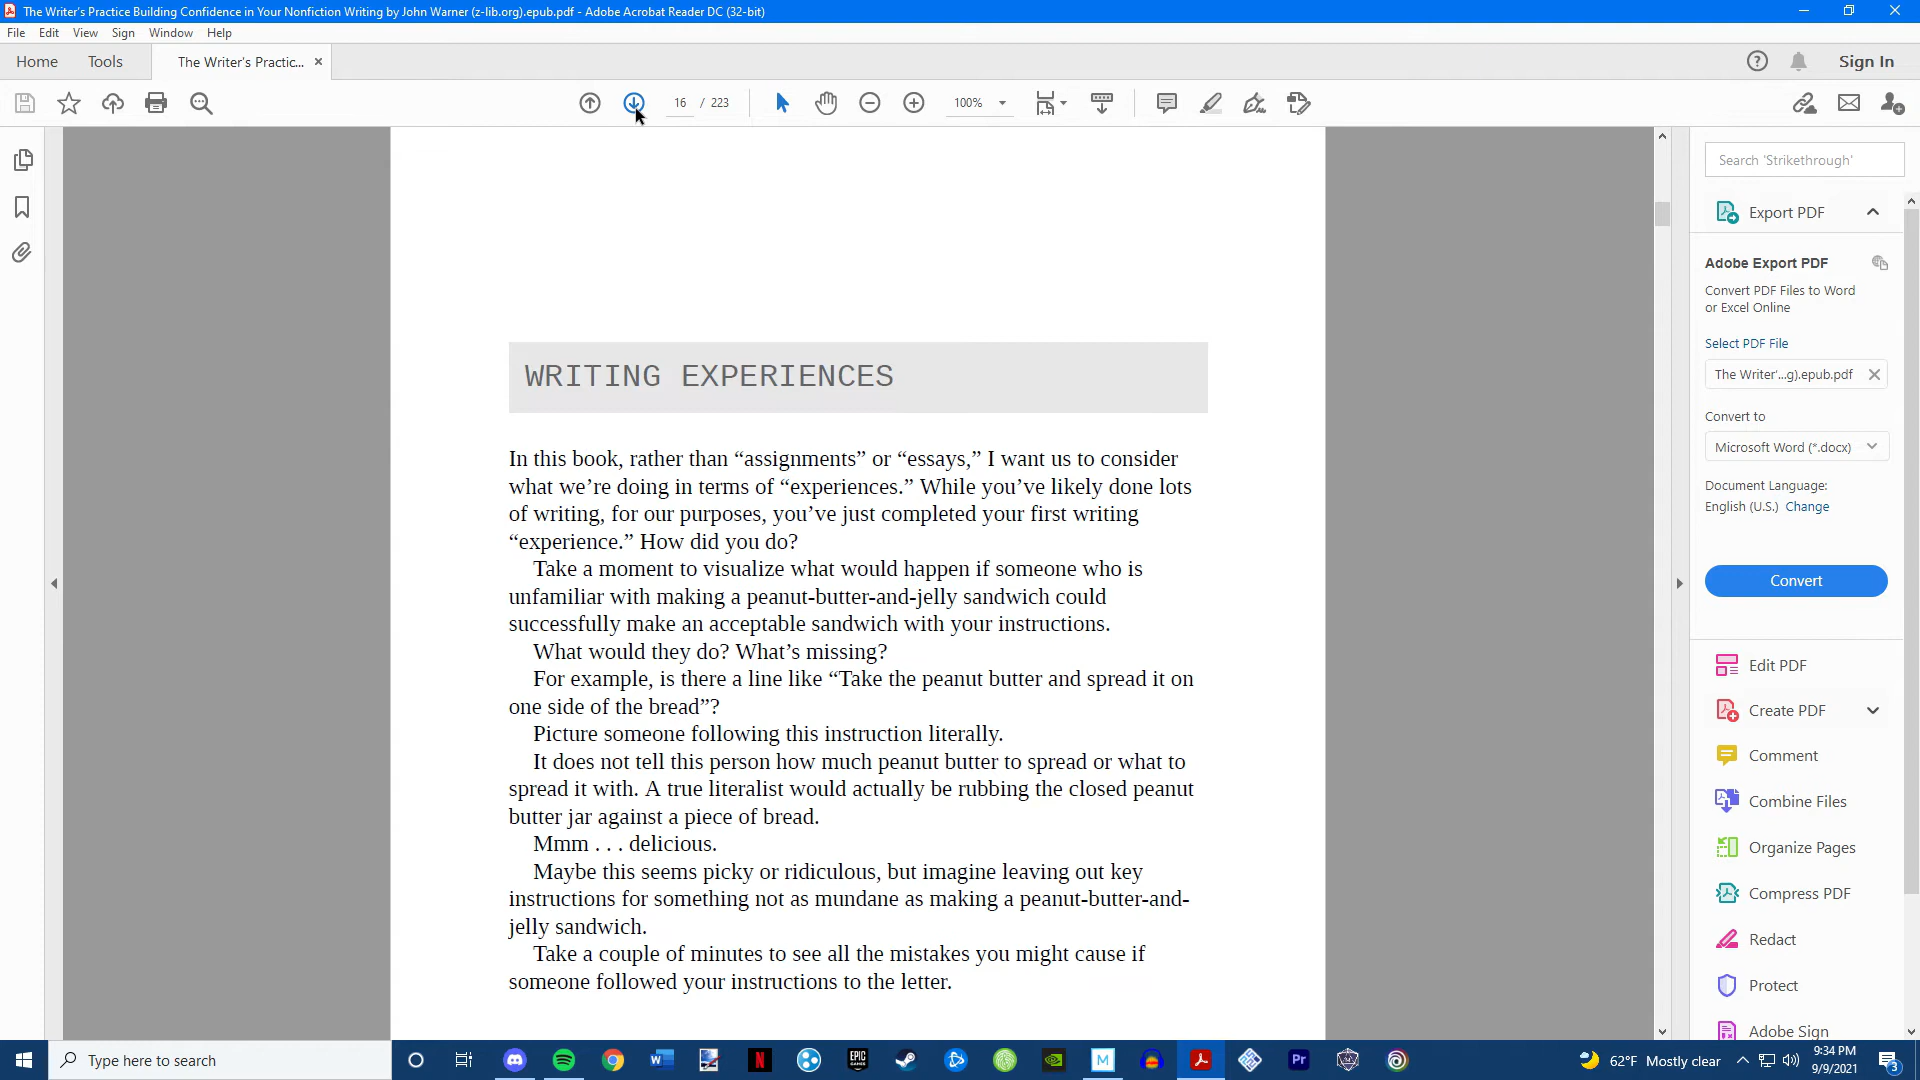 The Writer's Practice Building Confidence in Your Nonfiction Writing by John Warner (z-lib.org).epub.pdf - Adobe Acrobat Reader DC (32-bit)
File Edit View Sign Window Help
Home Tools The Writer's Practic... Sign In
16 / 223 100%
WRITING EXPERIENCES
In this book, rather than “assignments” or “essays,” I want us to consider
what we’re doing in terms of “experiences.” While you’ve likely done lots
of writing, for our purposes, you’ve just completed your first writing
“experience.” How did you do?
Take a moment to visualize what would happen if someone who is
unfamiliar with making a peanut-butter-and-jelly sandwich could
successfully make an acceptable sandwich with your instructions.
What would they do? What’s missing?
For example, is there a line like “Take the peanut butter and spread it on
one side of the bread”?
Picture someone following this instruction literally.
It does not tell this person how much peanut butter to spread or what to
spread it with. A true literalist would actually be rubbing the closed peanut
butter jar against a piece of bread.
Mmm . . . delicious.
Maybe this seems picky or ridiculous, but imagine leaving out key
instructions for something not as mundane as making a peanut-butter-and-
jelly sandwich.
Take a couple of minutes to see all the mistakes you might cause if
someone followed your instructions to the letter.
Search 'Strikethrough'
Export PDF
Adobe Export PDF
Convert PDF Files to Word
or Excel Online
Select PDF File
The Writer'...g).epub.pdf
Convert to
Microsoft Word (*.docx)
Document Language:
English (U.S.) Change
Convert
Edit PDF
Create PDF
Comment
Combine Files
Organize Pages
Compress PDF
Redact
Protect
Adobe Sign
Type here to search
EPIC GAMES
M
Pr
62°F Mostly clear
9:34 PM
9/9/2021
3